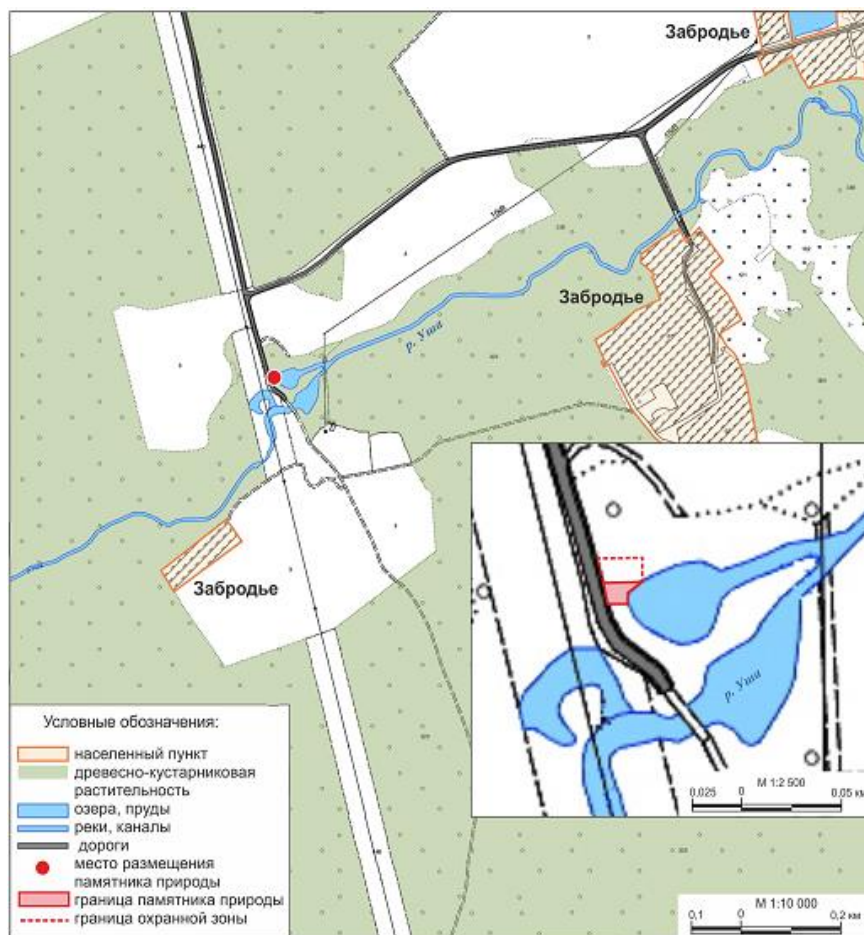 Забродье
Забродье
р. Уша
Забродье
р. Уша
0,025 0 М 1:2 500 0,05 км
Условные обозначения:
населенный пункт
древесно-кустарниковая
растительность
озера, пруды
реки, каналы
дороги
место размещения
памятника природы
граница памятника природы
граница охранной зоны
М 1:10 000
0,1 0 0,2 км